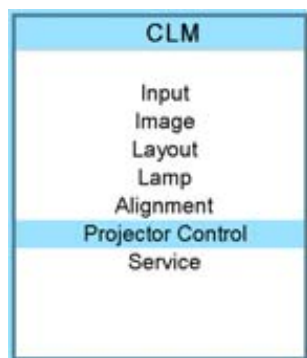 CLM
Input
Image
Layout
Lamp
Alignment
Projector Control
Service